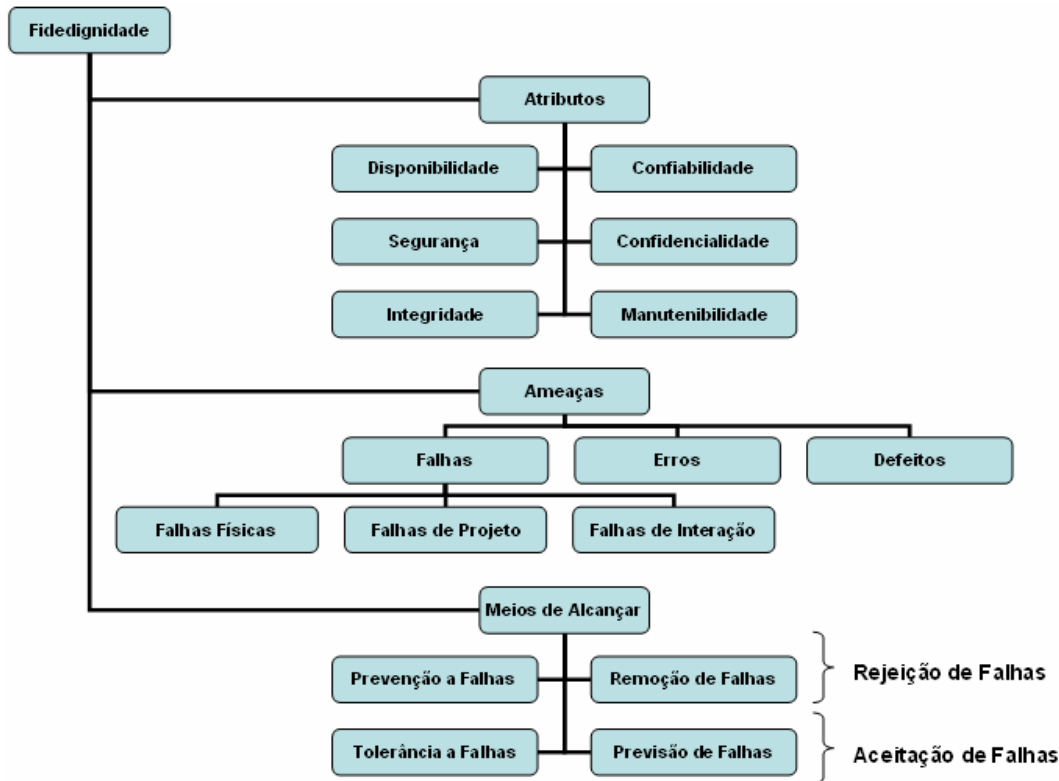 Fidedignidade
Atributos
Disponibilidade
Confiabilidade
Segurança
Confidencialidade
Integridade
Manutenibilidade
Ameaças
Falhas
Erros
Defeitos
Falhas Físicas
Falhas de Projeto
Falhas de Interação
Meios de Alcançar
Prevenção a Falhas
Remoção de Falhas
Rejeição de Falhas
Tolerância a Falhas
Previsão de Falhas
Aceitação de Falhas